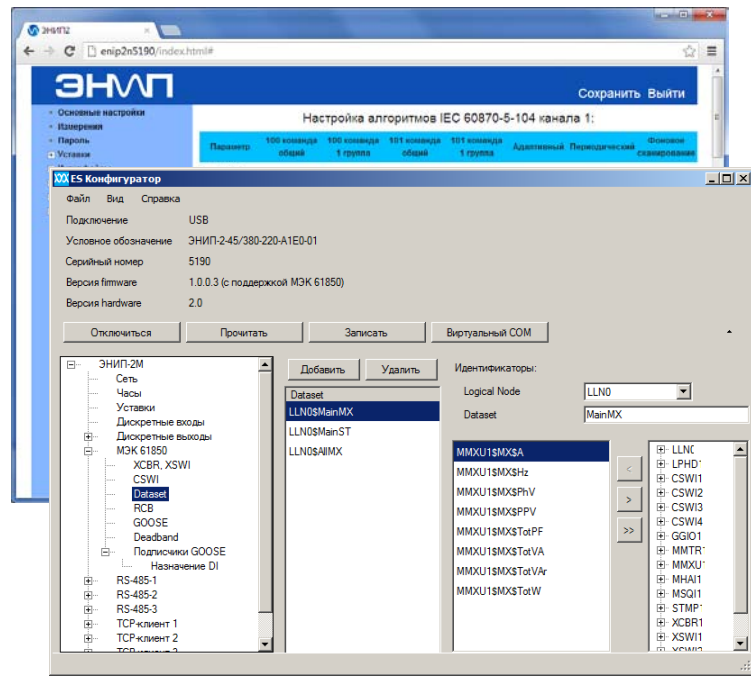 ЭНИП2
enip2n5190/index.html#
ЭНИП
Сохранить Выйти
Основные настройки
Измерения
Пароль
Уставки
Настройка алгоритмов IEC 60870-5-104 канала 1:
Параметр
100 команда общий
100 команда 1 группа
101 команда общий
101 команда 1 группа
Адаптивный
Периодический
Фоновое сканирование
ES Конфигуратор
Файл Вид Справка
Подключение USB
Условное обозначение ЭНИП-2-45/380-220-A1E0-01
Серийный номер 5190
Версия firmware 1.0.0.3 (с поддержкой МЭК 61850)
Версия hardware 2.0
Отключиться Прочитать Записать Виртуальный COM
ЭНИП-2М
Сеть
Часы
Уставки
Дискретные входы
Дискретные выходы
МЭК 61850
XCBR, XSWI
CSWI
Dataset
RCB
GOOSE
Deadband
Подписчики GOOSE
Назначение DI
RS-485-1
RS-485-2
RS-485-3
TCP-клиент 1
TCP-клиент 2
Добавить Удалить
Dataset
LLN0$MainMX
LLN0$MainST
LLN0$AllMX
Идентификаторы:
Logical Node LLN0
Dataset MainMX
MMXU1$MX$A
MMXU1$MX$Hz
MMXU1$MX$PhV
MMXU1$MX$PPV
MMXU1$MX$TotPF
MMXU1$MX$TotVA
MMXU1$MX$TotVAr
MMXU1$MX$TotW
<
>
>>
LPHD1
CSWI1
CSWI2
CSWI3
CSWI4
GGIO1
MMTR
MMXU
MHAI1
MSQI1
STMP
XCBR1
XSWI1
XSWI2